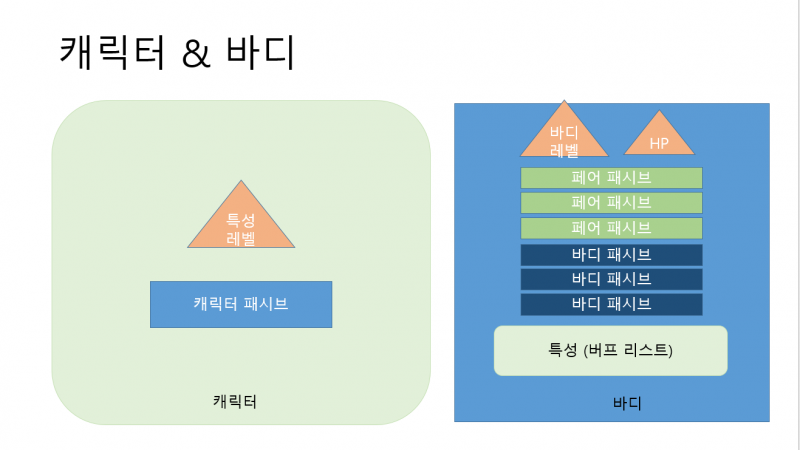 캐릭터 & 바디
특성
레벨
캐릭터 패시브
캐릭터
바디
레벨
HP
페어 패시브
페어 패시브
페어 패시브
바디 패시브
바디 패시브
바디 패시브
특성 (버프 리스트)
바디